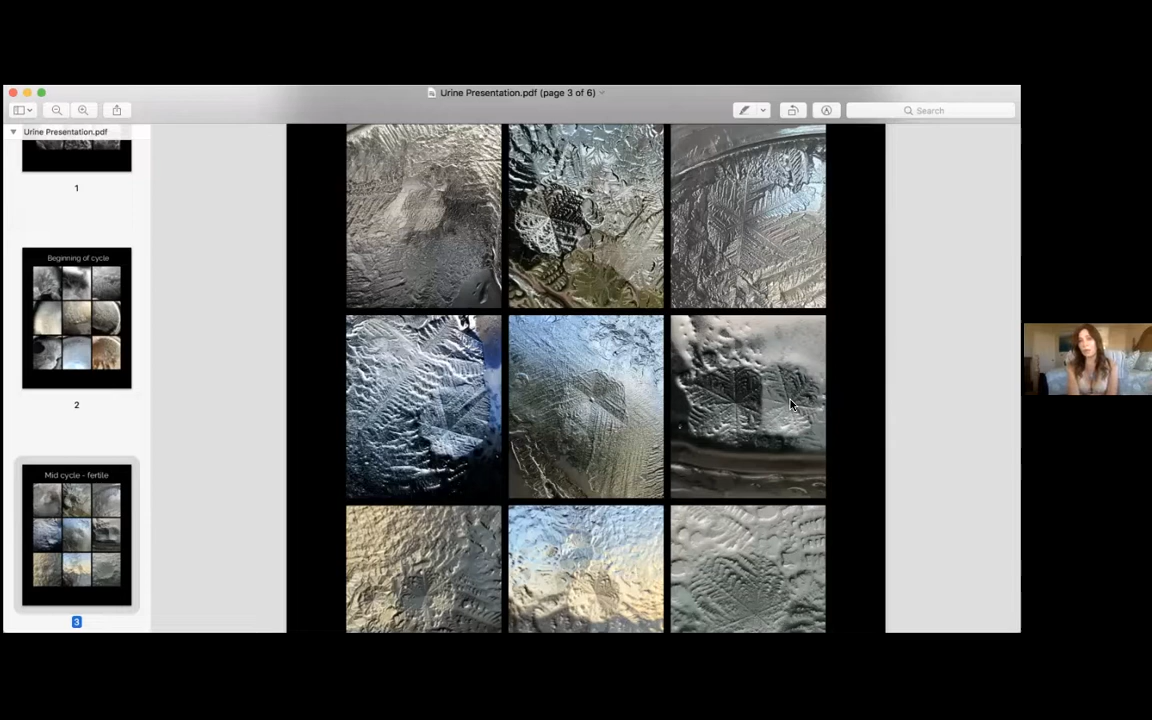 Urine Presentation.pdf (page 3 of 6)
Search
Urine Presentation.pdf
1
Beginning of cycle
2
Mid cycle - fertile
3